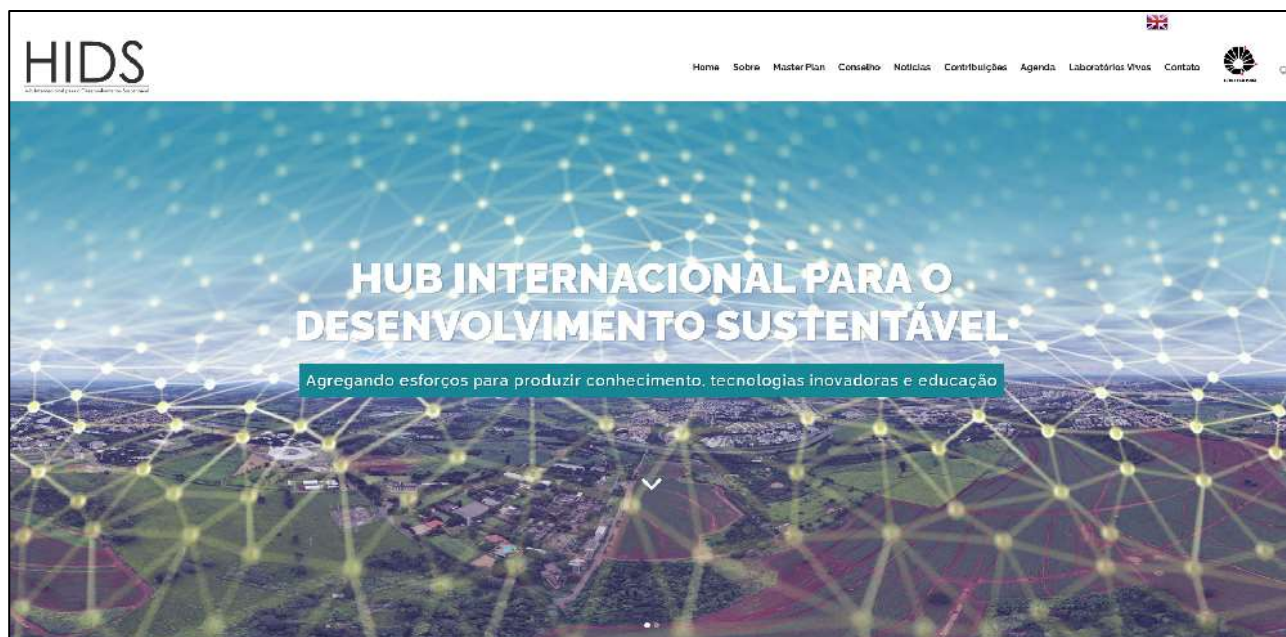 HIDS
Home Sobre Master Plan Conselho Notícias Contribuições Agenda Laboratórios Vivos Contato
HUB INTERNACIONAL PARA O
DESENVOLVIMENTO SUSTENTÁVEL
Agregando esforços para produzir conhecimento, tecnologias inovadoras e educação